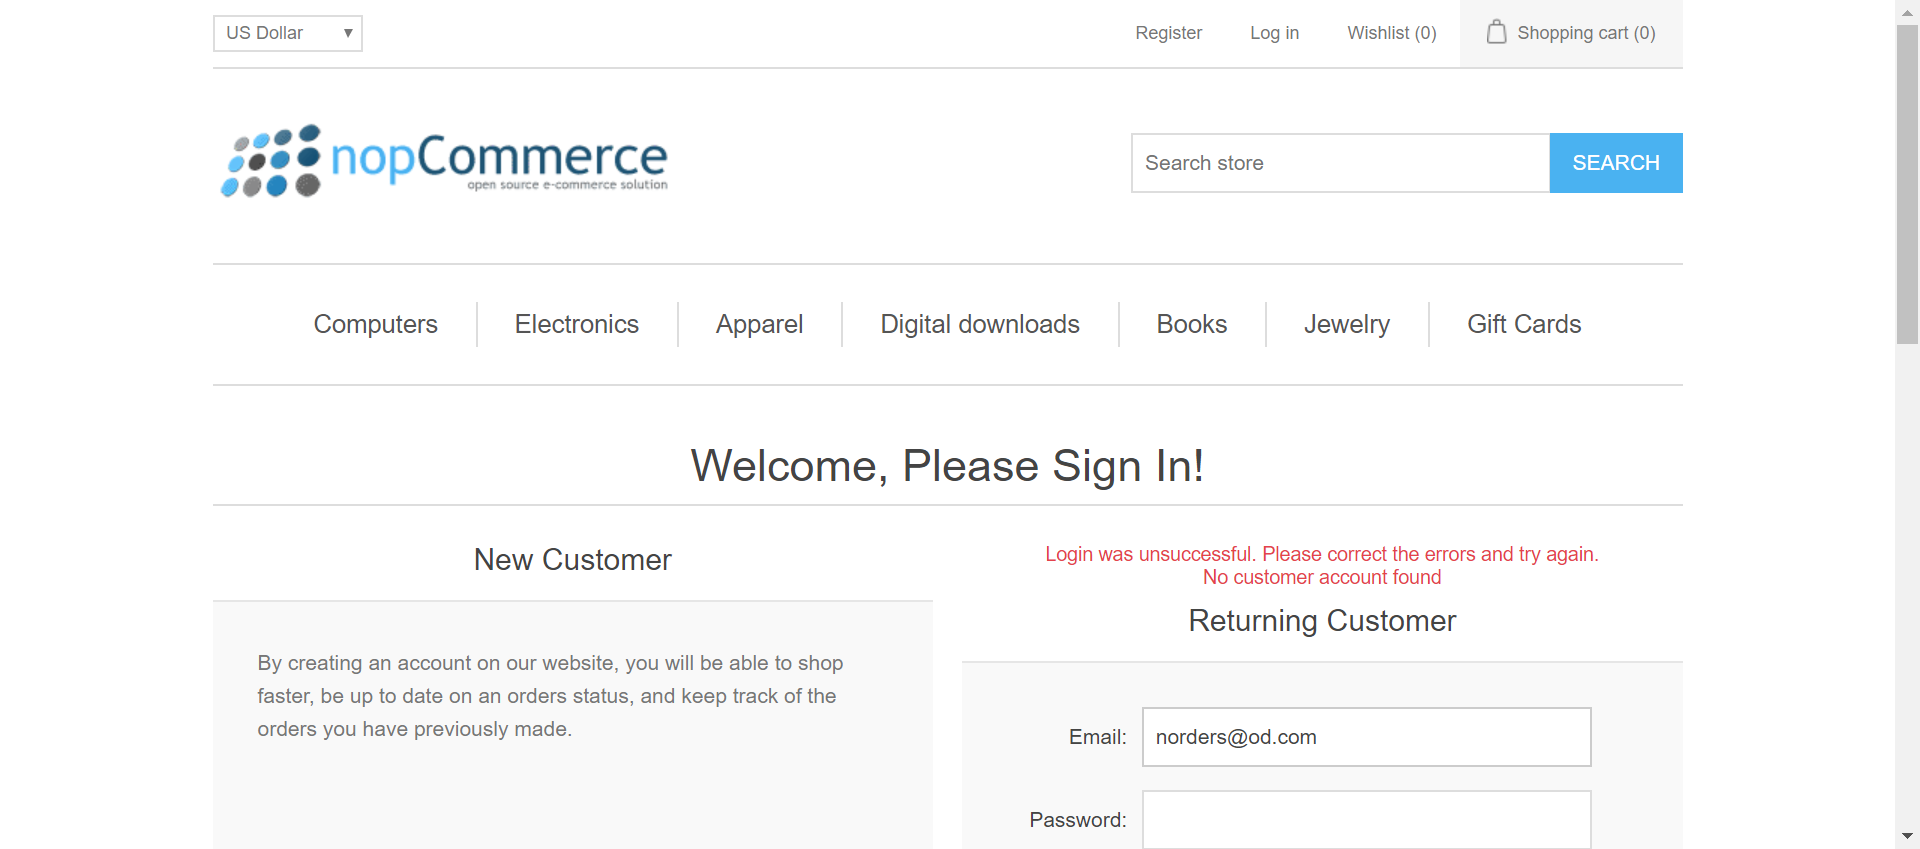 US Dollar
Register
Log in
Wishlist (0)
Shopping cart (0)
nopCommerce
open source e-commerce solution
Search store
SEARCH
Computers
Electronics
Apparel
Digital downloads
Books
Jewelry
Gift Cards
Welcome, Please Sign In!
New Customer
By creating an account on our website, you will be able to shop
faster, be up to date on an orders status, and keep track of the
orders you have previously made.
Login was unsuccessful. Please correct the errors and try again.
No customer account found
Returning Customer
Email:
norders@od.com
Password: